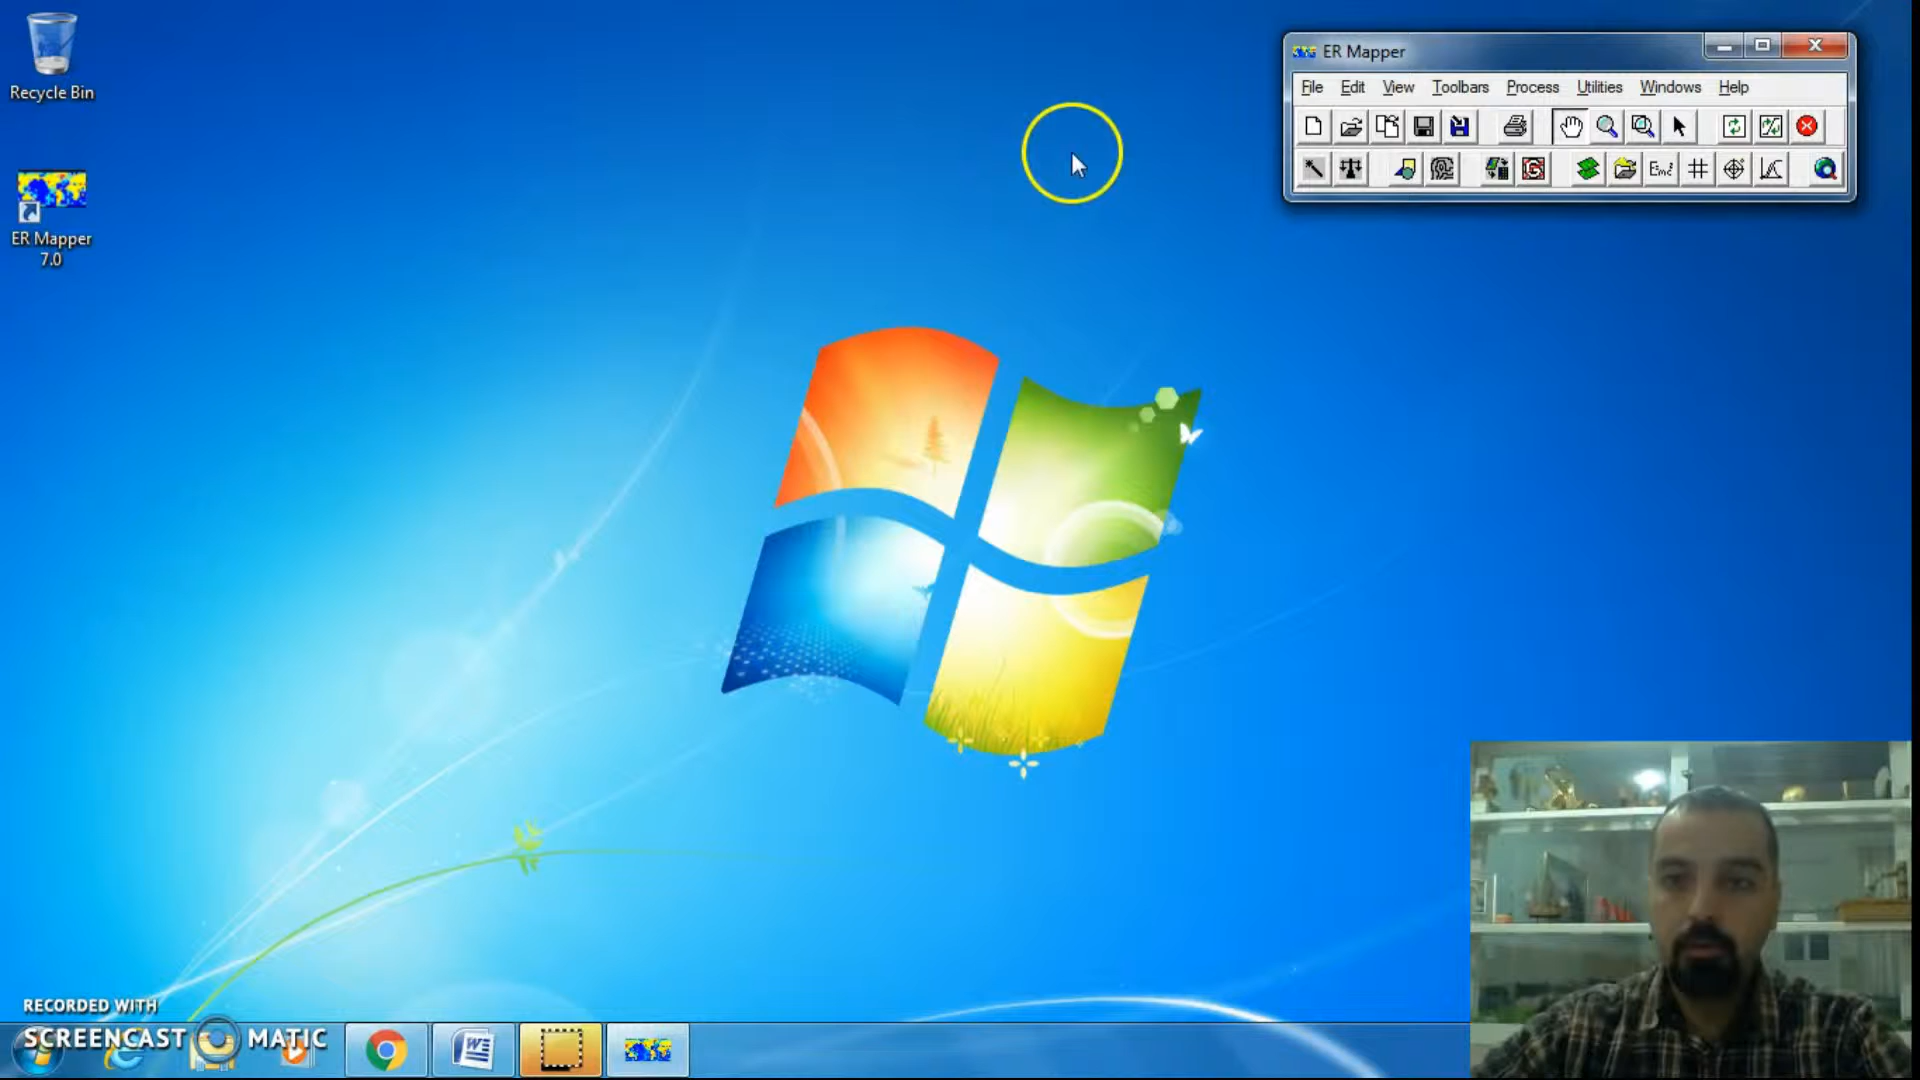 Recycle Bin
ER Mapper
7.0
ER Mapper
File Edit View Toolbars Process Utilities Windows Help
Emc²
RECORDED WITH
SCREENCAST MATIC